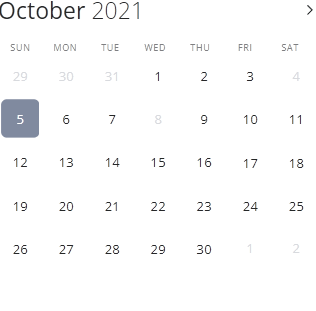 October 2021
SUN MON TUE WED THU FRI SAT
29 30 31 1 2 3 4
5 6 7 8 9 10 11
12 13 14 15 16 17 18
19 20 21 22 23 24 25
26 27 28 29 30 1 2